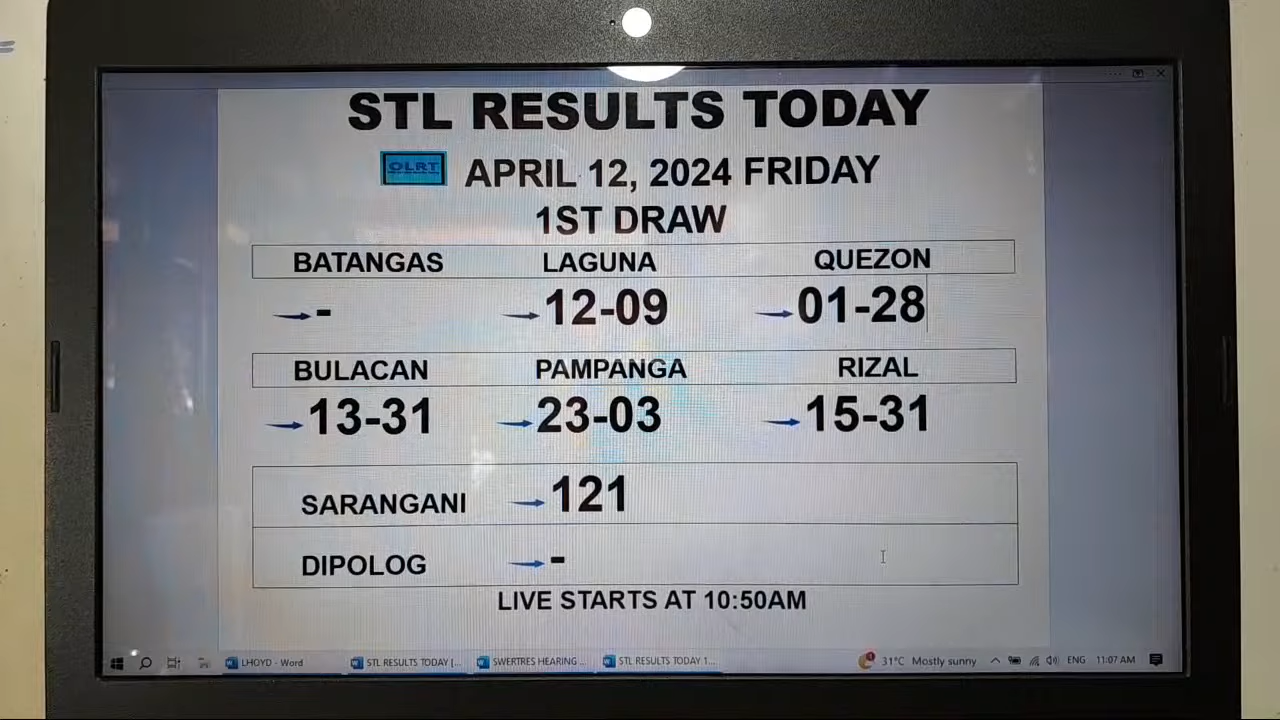 STL RESULTS TODAY
OLRT
APRIL 12, 2024 FRIDAY
1ST DRAW
BATANGAS LAGUNA QUEZON
→- →12-09 →01-28
BULACAN PAMPANGA RIZAL
→13-31 →23-03 →15-31
SARANGANI →121
DIPOLOG →-
LIVE STARTS AT 10:50AM
LHOYD - Word STL RESULTS TODAY [... SWERTRES HEARING ... STL RESULTS TODAY 1... 31°C Mostly sunny ENG 11:07 AM